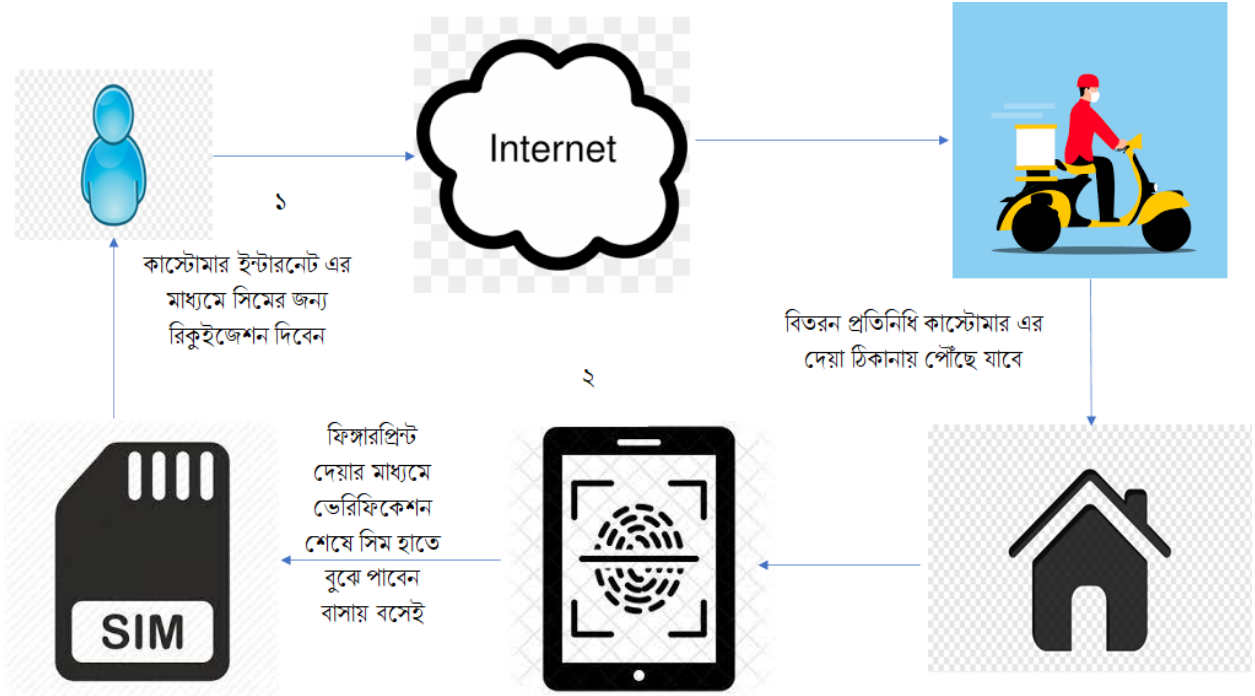 Internet
১
কাস্টোমার ইন্টারনেট এর
মাধ্যমে সিমের জন্য
রিকুইজেশন দিবেন
বিতরন প্রতিনিধি কাস্টোমার এর
দেয়া ঠিকানায় পৌঁছে যাবে
২
ফিঙ্গারপ্রিন্ট
দেয়ার মাধ্যমে
ভেরিফিকেশন
শেষে সিম হাতে
বুঝে পাবেন
বাসায় বসেই
SIM